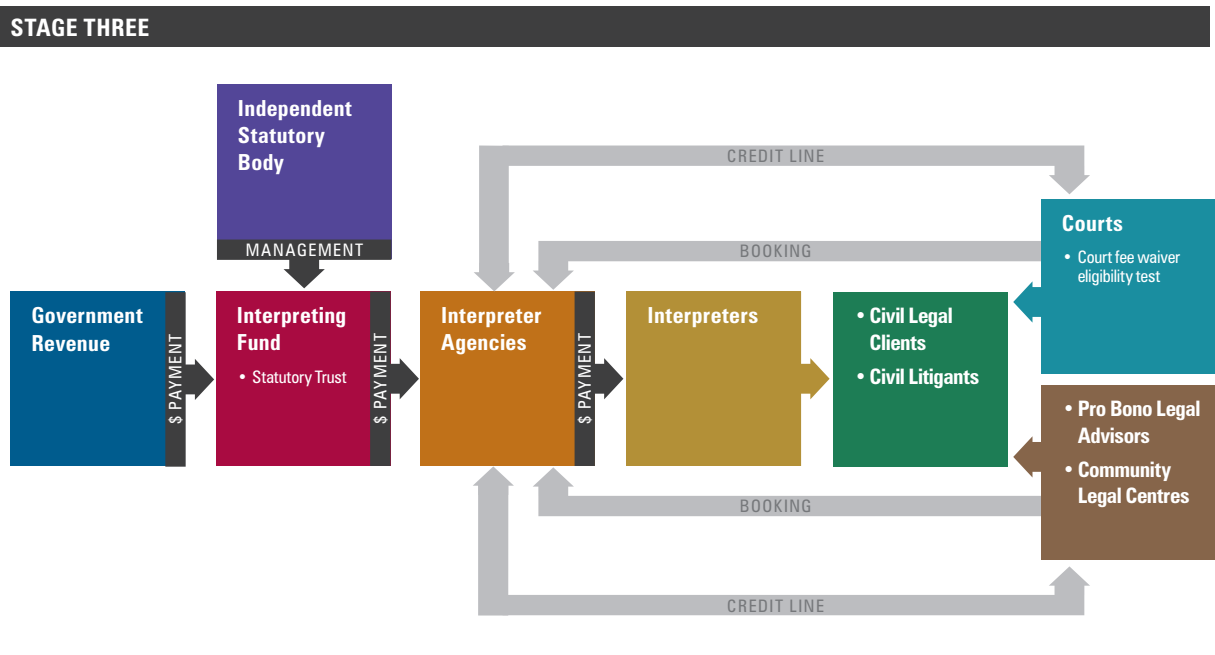 STAGE THREE
Independent
Statutory
Body
MANAGEMENT
CREDIT LINE
BOOKING
Government
Revenue
$ PAYMENT
Interpreting
Fund
• Statutory Trust
$ PAYMENT
Interpreter
Agencies
$ PAYMENT
Interpreters
• Civil Legal
Clients
• Civil Litigants
Courts
• Court fee waiver
eligibility test
• Pro Bono Legal
Advisors
• Community
Legal Centres
BOOKING
CREDIT LINE